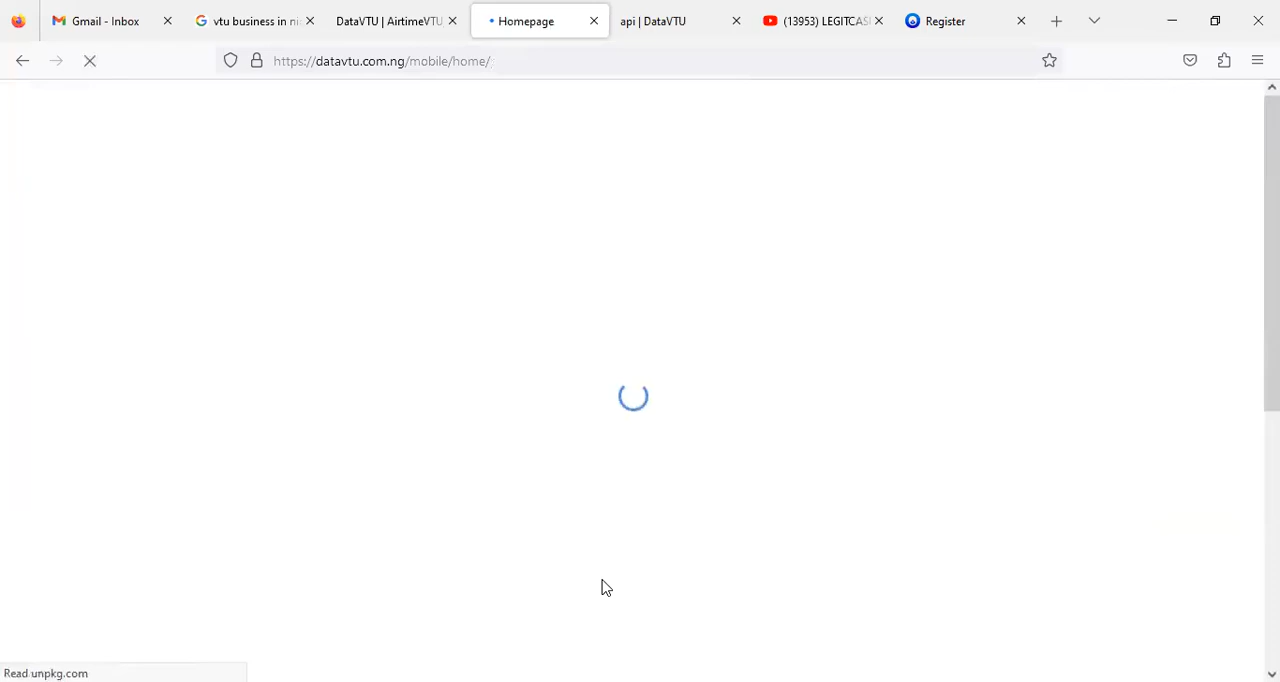 Gmail - Inbox
vtu business in ni
DataVTU | AirtimeVTU
Homepage
api | DataVTU
(13953) LEGITCAS
Register
https://datavtu.com.ng/mobile/home/
Read unpkg.com